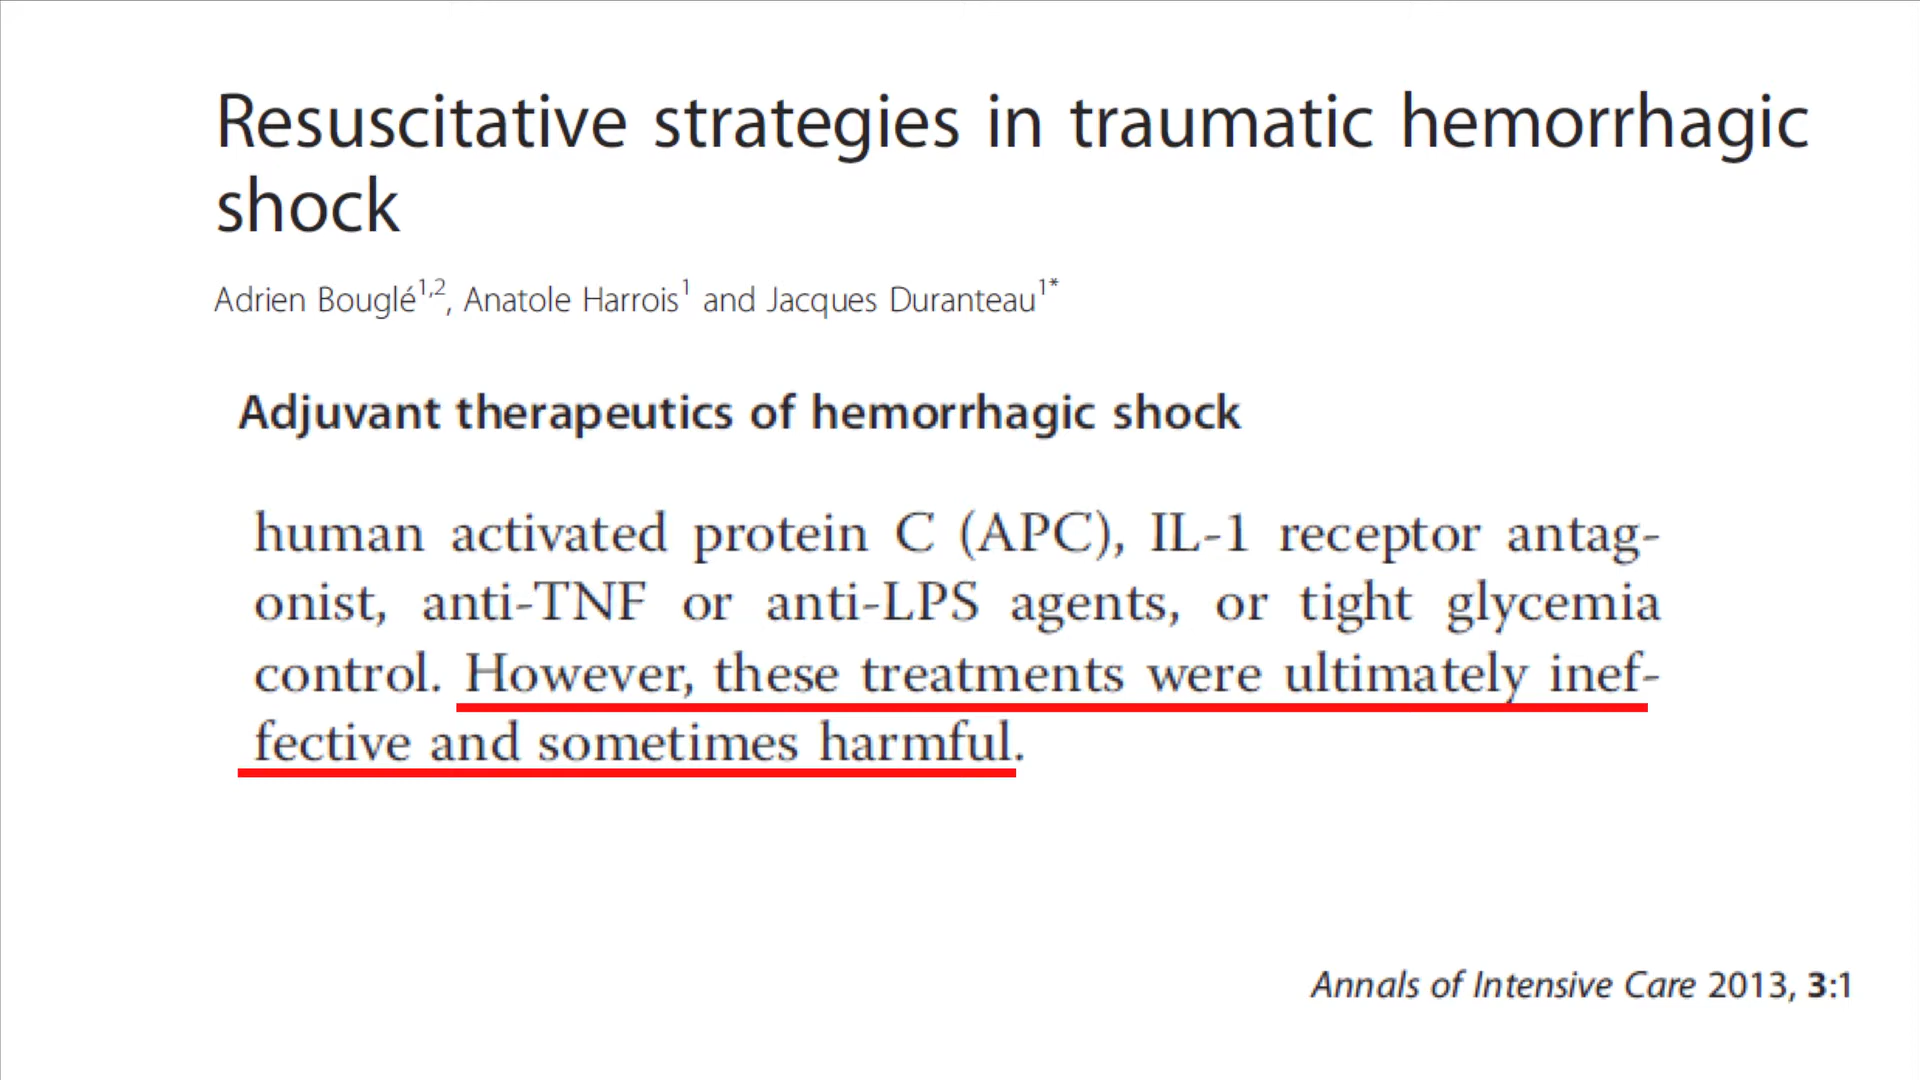 Resuscitative strategies in traumatic hemorrhagic
shock
Adrien Bouglé1,2, Anatole Harrois1 and Jacques Duranteau1*
Adjuvant therapeutics of hemorrhagic shock
human activated protein C (APC), IL-1 receptor antag-
onist, anti-TNF or anti-LPS agents, or tight glycemia
control. However, these treatments were ultimately inef-
fective and sometimes harmful.
Annals of Intensive Care 2013, 3:1